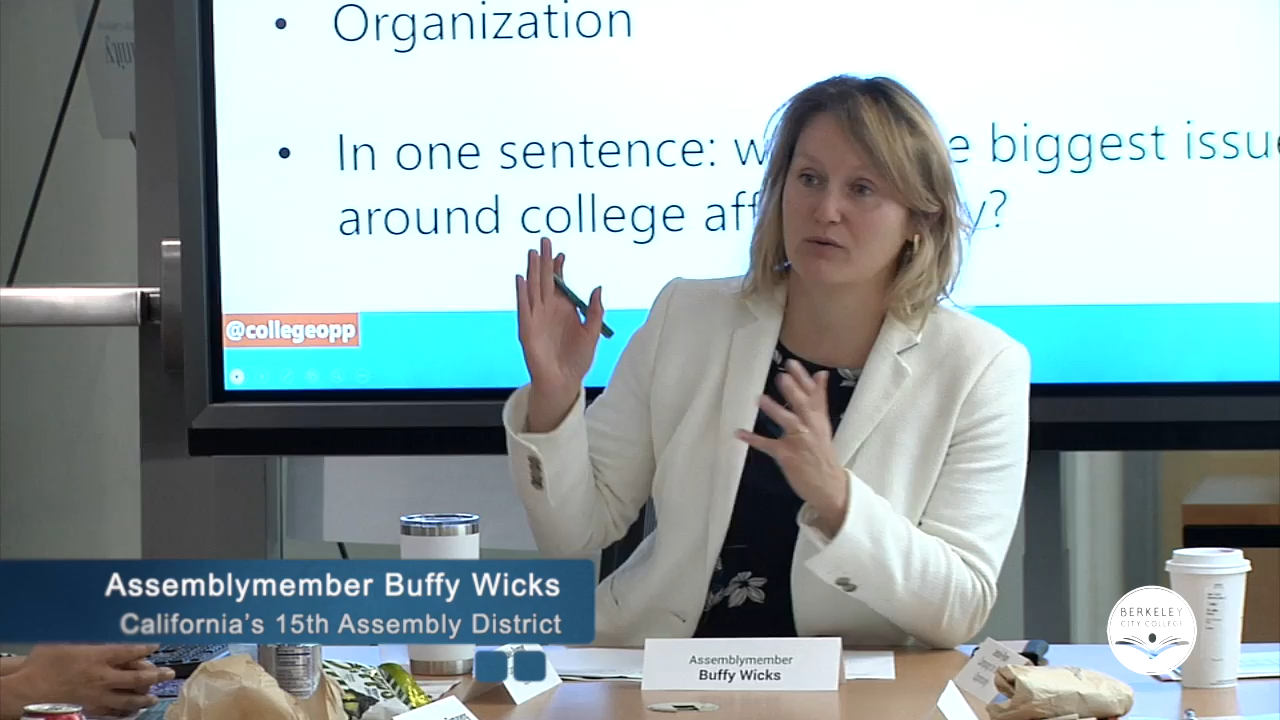 Organization
In one sentence: w e biggest issu
around college aff y?
@collegeopp
Assemblymember Buffy Wicks
California's 15th Assembly District
Assemblymember
Buffy Wicks
BERKELEY
CITY COLLEGE